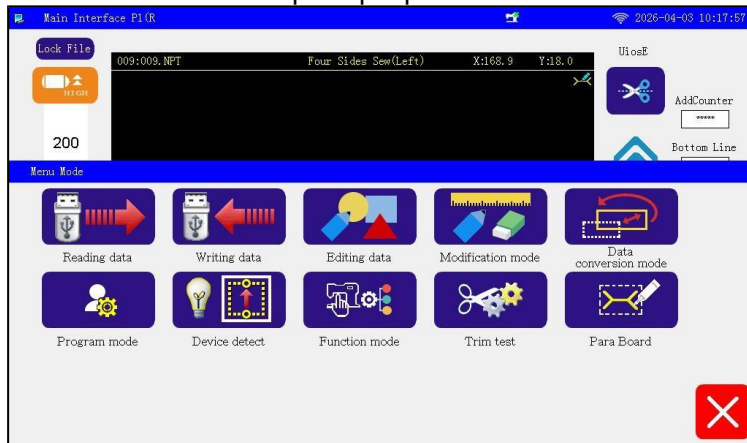 Main Interface P1(R
2026-04-03 10:17:57
Lock File
HIGH
200
009:009.NPT Four Sides Sew(Left) X:168.9 Y:18.0
UiosE
AddCounter
*****
Bottom Line
Menu Mode
Reading data
Writing data
Editing data
Modification mode
Data
conversion mode
Program mode
Device detect
Function mode
Trim test
Para Board